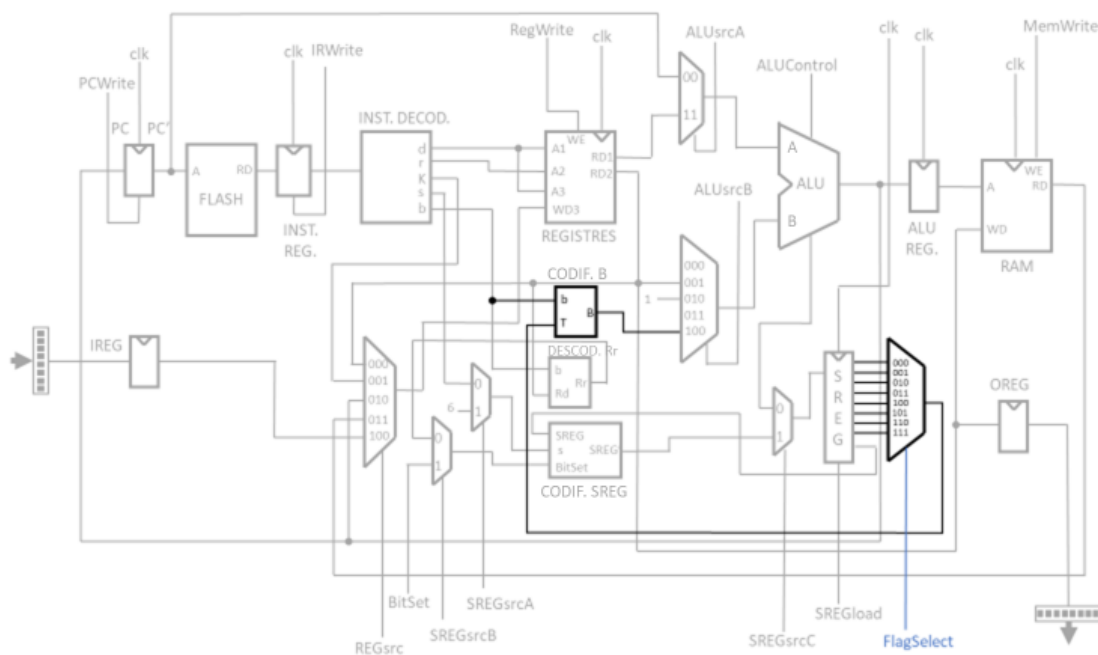 MemWrite
RegWrite
clk
ALUsrcA
clk
clk
clk
IRWrite
clk
ALUControl
clk
PCWrite
00
PC
PC'
INST. DECOD.
11
WE
d
A1
RD1
A
WE
A
RD
r
A2
RD2
A
RD
K
ALU
FLASH
s
A3
ALUsrcB
b
WD3
B
WD
INST.
REG.
REGISTRES
ALU
REG.
RAM
CODIF. B
000
001
b
B
1
010
T
011
100
IREG
DESCOD. Rr
000
b
Rr
S
000
001
OREG
001
0
R
010
011
010
Rd
0
E
100
6
1
101
011
SREG
G
110
111
100
0
s
SREG'
1
1
BitSet
CODIF. SREG
BitSet
SREGsrcA
SREGsrcB
REGsrc
SREGsrcC
SREGload
FlagSelect